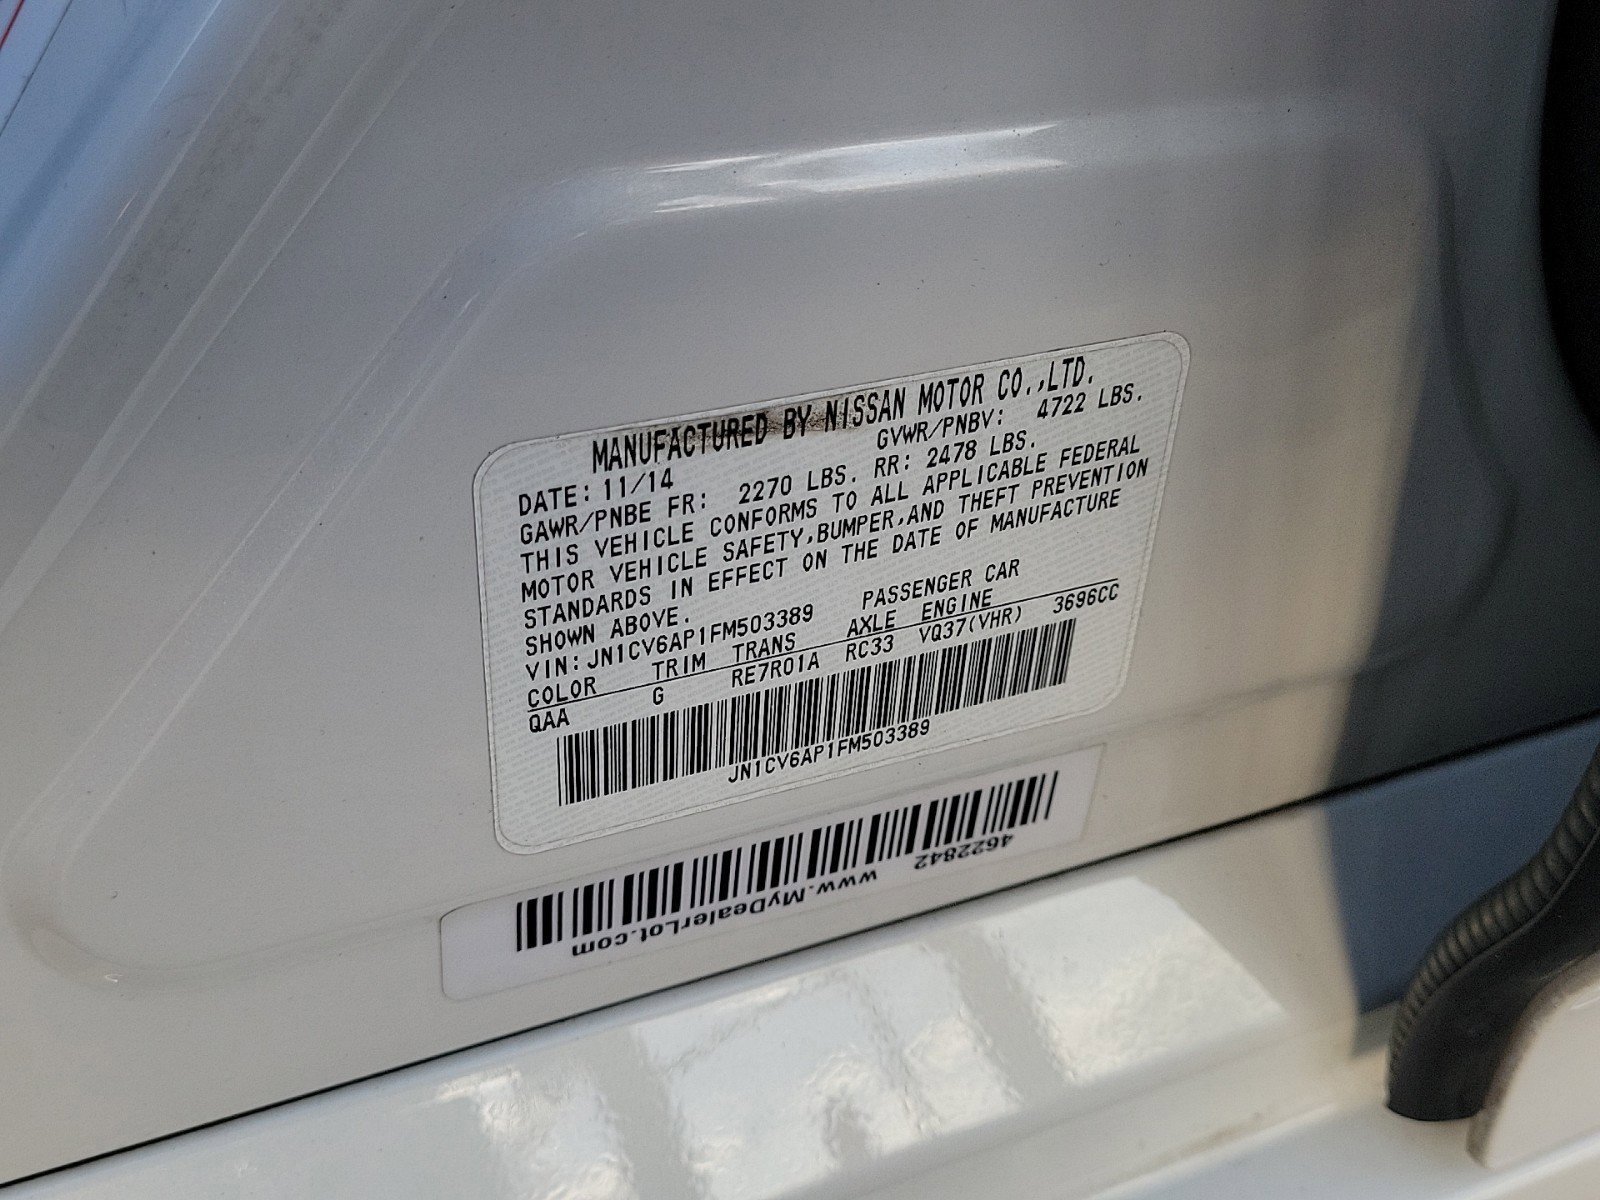 MANUFACTURED BY NISSAN MOTOR CO.,LTD.
DATE: 11/14 GVWR/PNBV: 4722 LBS.
GAWR/PNBE FR: 2270 LBS. RR: 2478 LBS.
THIS VEHICLE CONFORMS TO ALL APPLICABLE FEDERAL
MOTOR VEHICLE SAFETY,BUMPER,AND THEFT PREVENTION
STANDARDS IN EFFECT ON THE DATE OF MANUFACTURE
SHOWN ABOVE.
VIN: JN1CV6AP1FM503389 PASSENGER CAR
COLOR TRIM TRANS AXLE ENGINE
QAA G RE7R01A RC33 VQ37(VHR) 3696CC
JN1CV6AP1FM503389
4622842
www.MyDealerLot.com